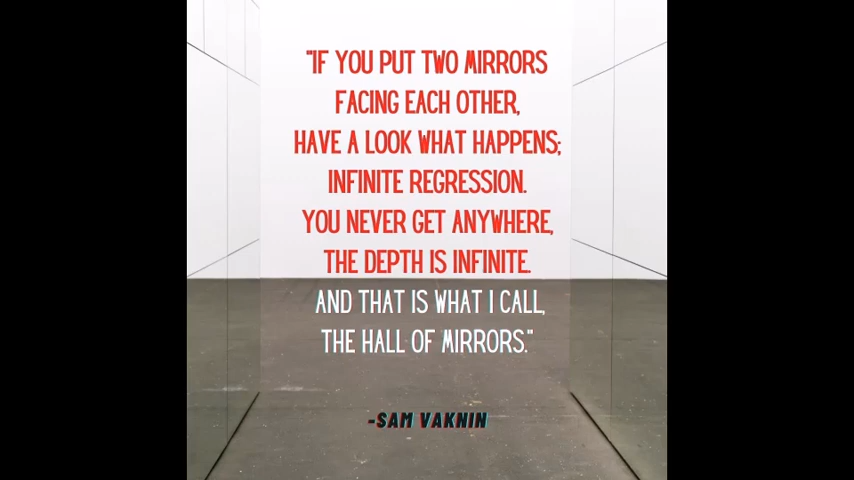 "IF YOU PUT TWO MIRRORS
FACING EACH OTHER,
HAVE A LOOK WHAT HAPPENS;
INFINITE REGRESSION.
YOU NEVER GET ANYWHERE,
THE DEPTH IS INFINITE.
AND THAT IS WHAT I CALL,
THE HALL OF MIRRORS."
-SAM VAKNIN